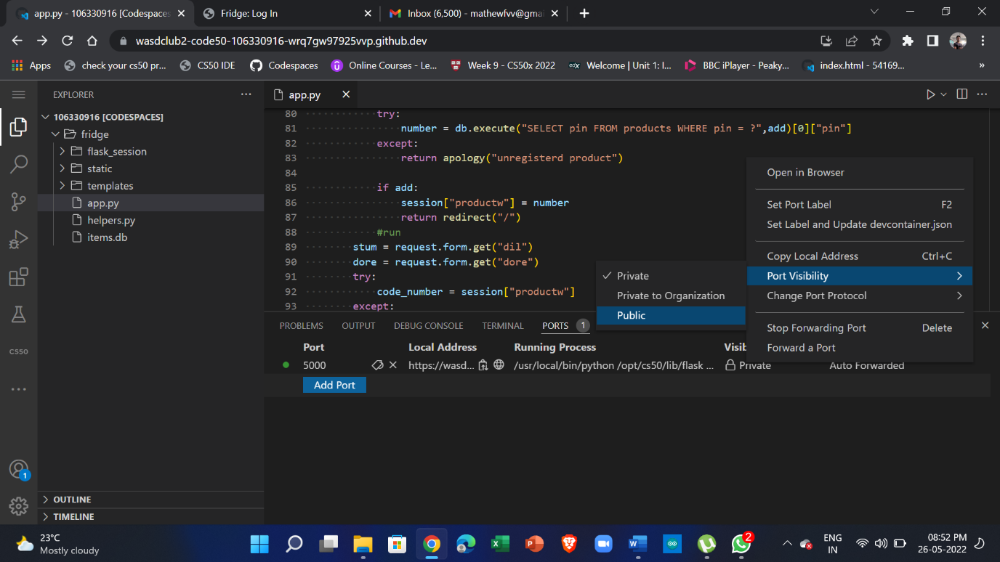 app.py - 106330916 [Codespaces
Fridge: Log In
Inbox (6,500) - mathewfvv@gmai
wasdclub2-code50-106330916-wrq7gw97925vvp.github.dev
Apps
check your cs50 pr...
CS50 IDE
Codespaces
Online Courses - Le...
Week 9 - CS50x 2022
edX
Welcome | Unit 1: I...
BBC iPlayer - Peaky...
index.html - 54169...
»
EXPLORER
106330916 [CODESPACES]
fridge
flask_session
static
templates
app.py
helpers.py
items.db
CS50
1
OUTLINE
TIMELINE
app.py
80 try:
81 number = db.execute("SELECT pin FROM products WHERE pin = ?",add)[0]["pin"]
82 except:
83 return apology("unregisterd product")
84
85 if add:
86 session["productw"] = number
87 return redirect("/")
88 #run
89 stum = request.form.get("dil")
90 dore = request.form.get("dore")
91 try:
92 code_number = session["productw"]
93 except:
Open in Browser
Set Port Label F2
Set Label and Update devcontainer.json
Copy Local Address Ctrl+C
Port Visibility
Change Port Protocol
Stop Forwarding Port Delete
Forward a Port
Private
Private to Organization
Public
PROBLEMS OUTPUT DEBUG CONSOLE TERMINAL PORTS 1
Port Local Address Running Process Visib
5000 https://wasd... /usr/local/bin/python /opt/cs50/lib/flask ... Private Auto Forwarded
Add Port
23°C
Mostly cloudy
2
ENG
IN
08:52 PM
26-05-2022